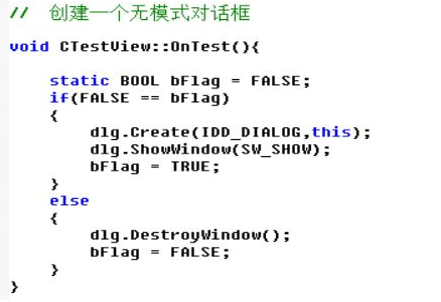 // 创建一个无模式对话框
void CTestView::OnTest(){
static BOOL bFlag = FALSE;
if(FALSE == bFlag)
{
dlg.Create(IDD_DIALOG,this);
dlg.ShowWindow(SW_SHOW);
bFlag = TRUE;
}
else
{
dlg.DestroyWindow();
bFlag = FALSE;
}
}